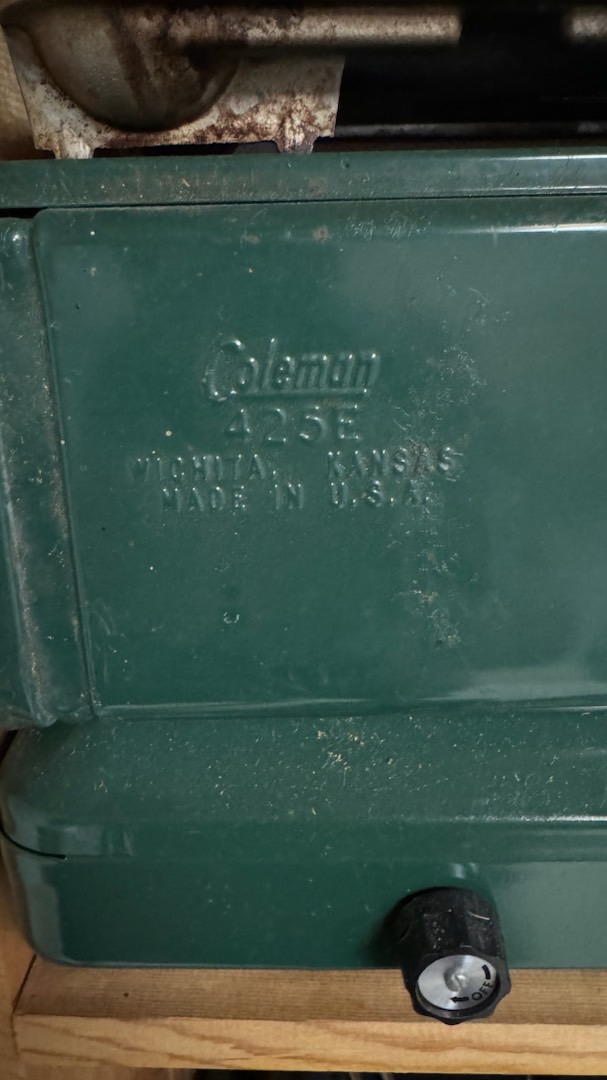 Coleman
425E
WICHITA, KANSAS
MADE IN U.S.A.
OFF